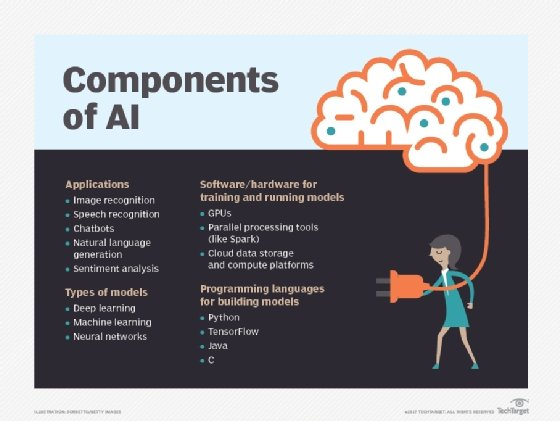 Components
of AI
Applications
Image recognition
Speech recognition
Chatbots
Natural language
generation
Sentiment analysis
Types of models
Deep learning
Machine learning
Neural networks
Software/hardware for
training and running models
GPUs
Parallel processing tools
(like Spark)
Cloud data storage
and compute platforms
Programming languages
for building models
Python
TensorFlow
Java
C
TechTarget